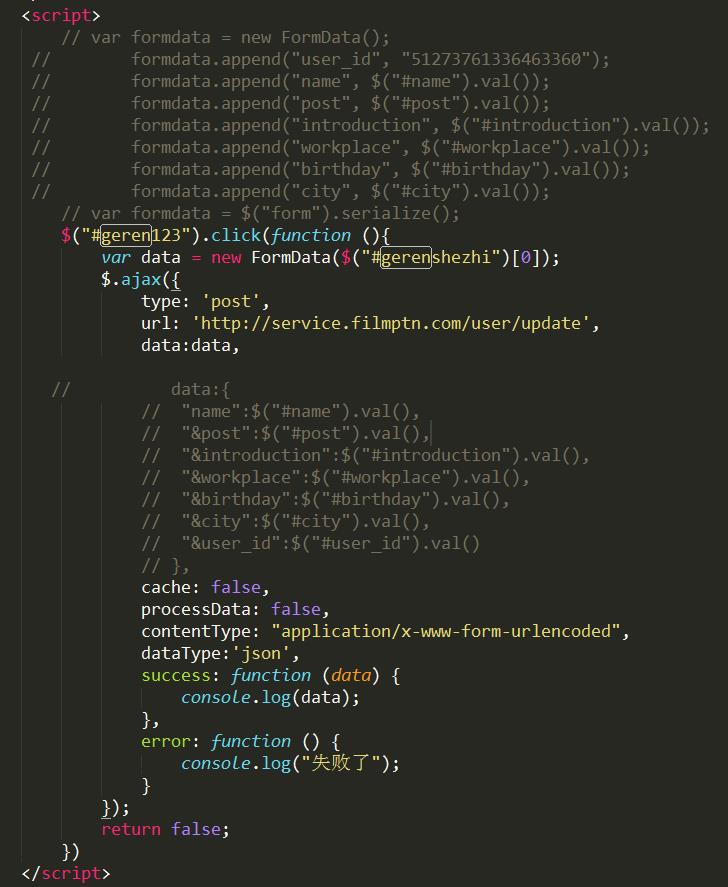 <script>
// var formdata = new FormData();
// formdata.append("user_id", "51273761336463360");
// formdata.append("name", $("#name").val());
// formdata.append("post", $("#post").val());
// formdata.append("introduction", $("#introduction").val());
// formdata.append("workplace", $("#workplace").val());
// formdata.append("birthday", $("#birthday").val());
// formdata.append("city", $("#city").val());
// var formdata = $("form").serialize();
$("#geren123").click(function (){
var data = new FormData($("#gerenshezhi")[0]);
$.ajax({
type: 'post',
url: 'http://service.filmptn.com/user/update',
data:data,
// data:{
// "name":$("#name").val(),
// "&post":$("#post").val(),
// "&introduction":$("#introduction").val(),
// "&workplace":$("#workplace").val(),
// "&birthday":$("#birthday").val(),
// "&city":$("#city").val(),
// "&user_id":$("#user_id").val()
// },
cache: false,
processData: false,
contentType: "application/x-www-form-urlencoded",
dataType:'json',
success: function (data) {
console.log(data);
},
error: function () {
console.log("失败了");
}
});
return false;
})
</script>